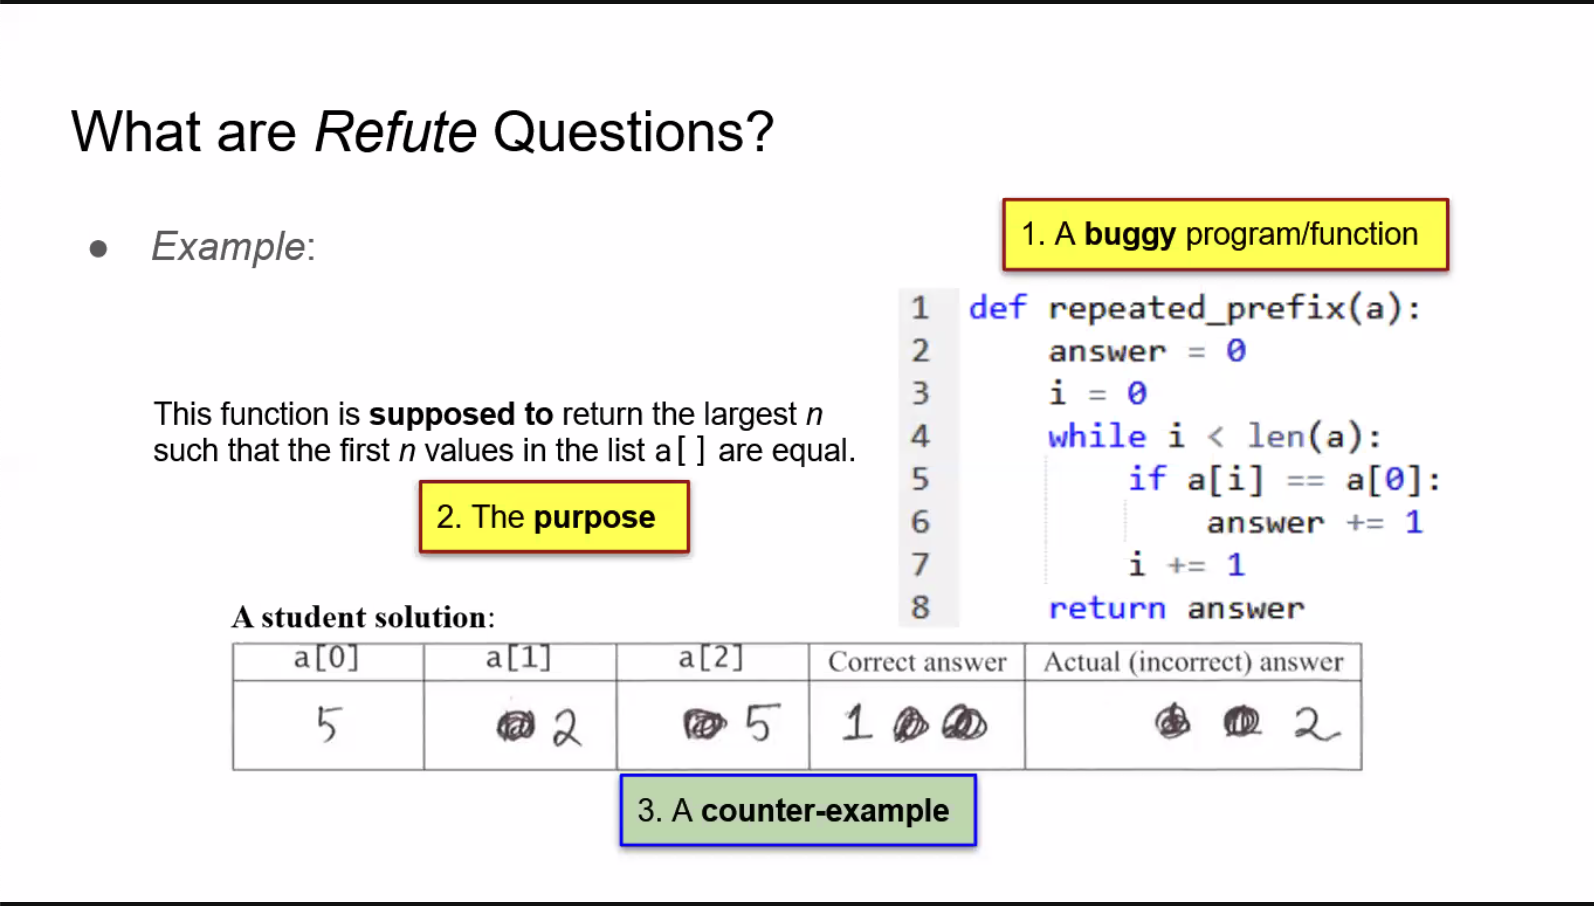 What are Refute Questions?
● Example:
1. A buggy program/function
1 def repeated_prefix(a):
2 answer = 0
3 i = 0
4 while i < len(a):
5 if a[i] == a[0]:
6 answer += 1
7 i += 1
8 return answer
This function is supposed to return the largest n
such that the first n values in the list a[] are equal.
2. The purpose
A student solution:
a[0] a[1] a[2] Correct answer Actual (incorrect) answer
5 2 5 1 2
3. A counter-example